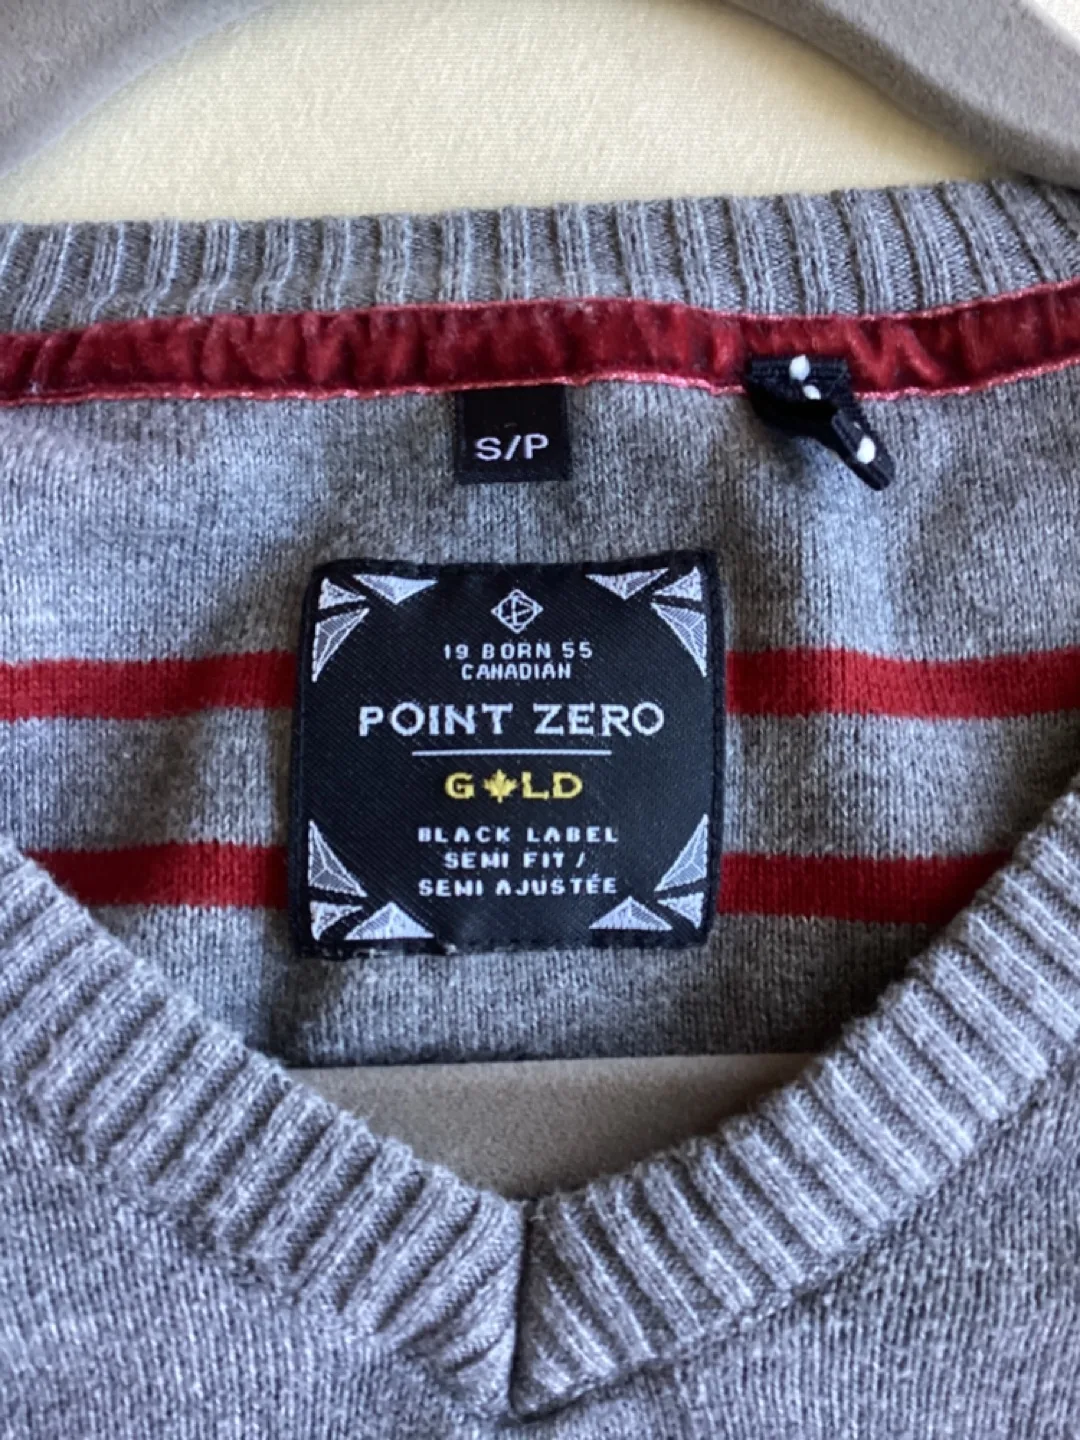 S/P
19 BORN 55
CANADIAN
POINT ZERO
GOLD
BLACK LABEL
SEMI FIT /
SEMI AJUSTÉE